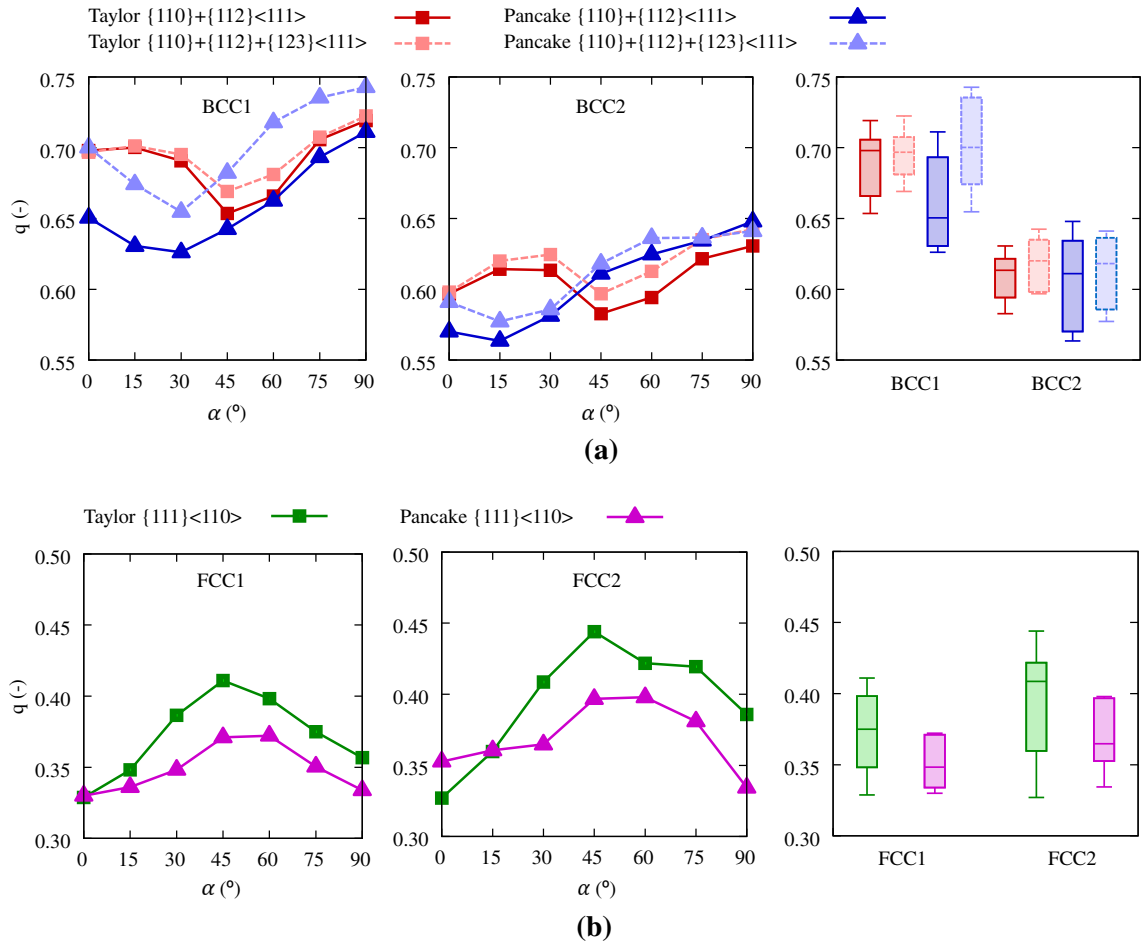 Taylor {110}+{112}<111>
Pancake {110}+{112}<111>
Taylor {110}+{112}+{123}<111>
Pancake {110}+{112}+{123}<111>
0.75
0.70
0.65
0.60
0.55
q (-)
BCC1
0 15 30 45 60 75 90
α (º)
0.75
0.70
0.65
0.60
0.55
BCC2
0 15 30 45 60 75 90
α (º)
0.75
0.70
0.65
0.60
0.55
BCC1 BCC2
(a)
Taylor {111}<110>
Pancake {111}<110>
0.50
0.45
0.40
0.35
0.30
q (-)
FCC1
0 15 30 45 60 75 90
α (º)
0.50
0.45
0.40
0.35
0.30
FCC2
0 15 30 45 60 75 90
α (º)
0.50
0.45
0.40
0.35
0.30
FCC1 FCC2
(b)